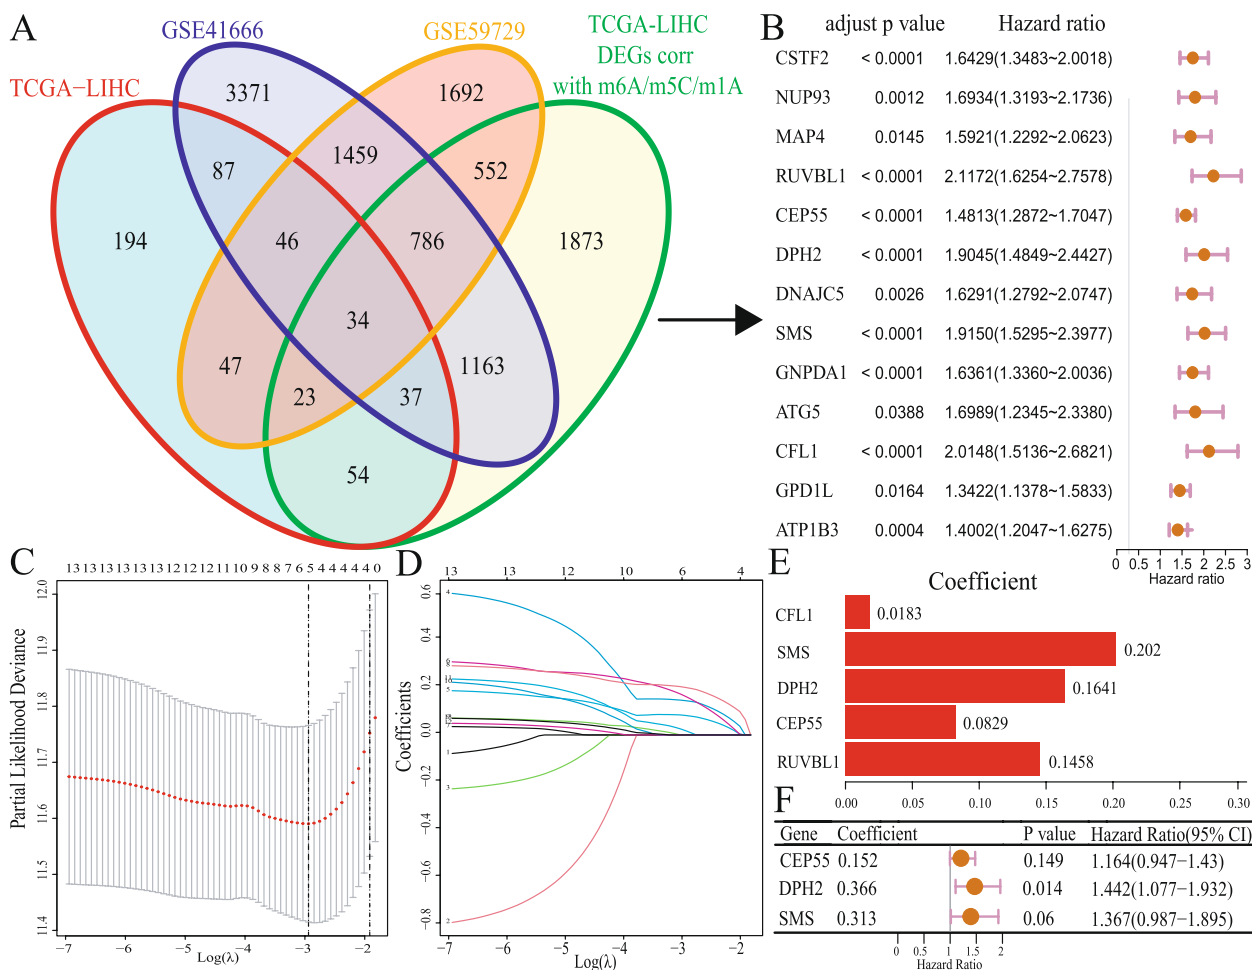 A
GSE41666
GSE59729
TCGA-LIHC
DEGs corr
with m6A/m5C/m1A
TCGA−LIHC
3371
1692
87
1459
552
194
46
786
1873
34
47
23
37
1163
54
B
adjust p value Hazard ratio
CSTF2 < 0.0001 1.6429(1.3483~2.0018)
NUP93 0.0012 1.6934(1.3193~2.1736)
MAP4 0.0145 1.5921(1.2292~2.0623)
RUVBL1 < 0.0001 2.1172(1.6254~2.7578)
CEP55 < 0.0001 1.4813(1.2872~1.7047)
DPH2 < 0.0001 1.9045(1.4849~2.4427)
DNAJC5 0.0026 1.6291(1.2792~2.0747)
SMS < 0.0001 1.9150(1.5295~2.3977)
GNPDA1 < 0.0001 1.6361(1.3360~2.0036)
ATG5 0.0388 1.6989(1.2345~2.3380)
CFL1 < 0.0001 2.0148(1.5136~2.6821)
GPD1L 0.0164 1.3422(1.1378~1.5833)
ATP1B3 0.0004 1.4002(1.2047~1.6275)
0 0.5 1 1.5 2 2.5 3
Hazard ratio
C
13 13 13 13 13 13 13 12 12 12 11 11 10 9 8 8 7 6 5 4 4 4 4 4 0
Partial Likelihood Deviance
12.0
11.9
11.8
11.7
11.6
11.5
11.4
−7 −6 −5 −4 −3 −2
Log(λ)
D
13 13 12 10 6 4
Coefficients
0.6
0.4
0.2
0.0
−0.2
−0.4
−0.6
−0.8
4
5
1
3
2
−7 −6 −5 −4 −3 −2
Log(λ)
E
Coefficient
CFL1 0.0183
SMS 0.202
DPH2 0.1641
CEP55 0.0829
RUVBL1 0.1458
0.00 0.05 0.10 0.15 0.20 0.25 0.30
F
Gene Coefficient P value Hazard Ratio(95% CI)
CEP55 0.152 0.149 1.164(0.947−1.43)
DPH2 0.366 0.014 1.442(1.077−1.932)
SMS 0.313 0.06 1.367(0.987−1.895)
0 0.5 1 1.5 2
Hazard Ratio